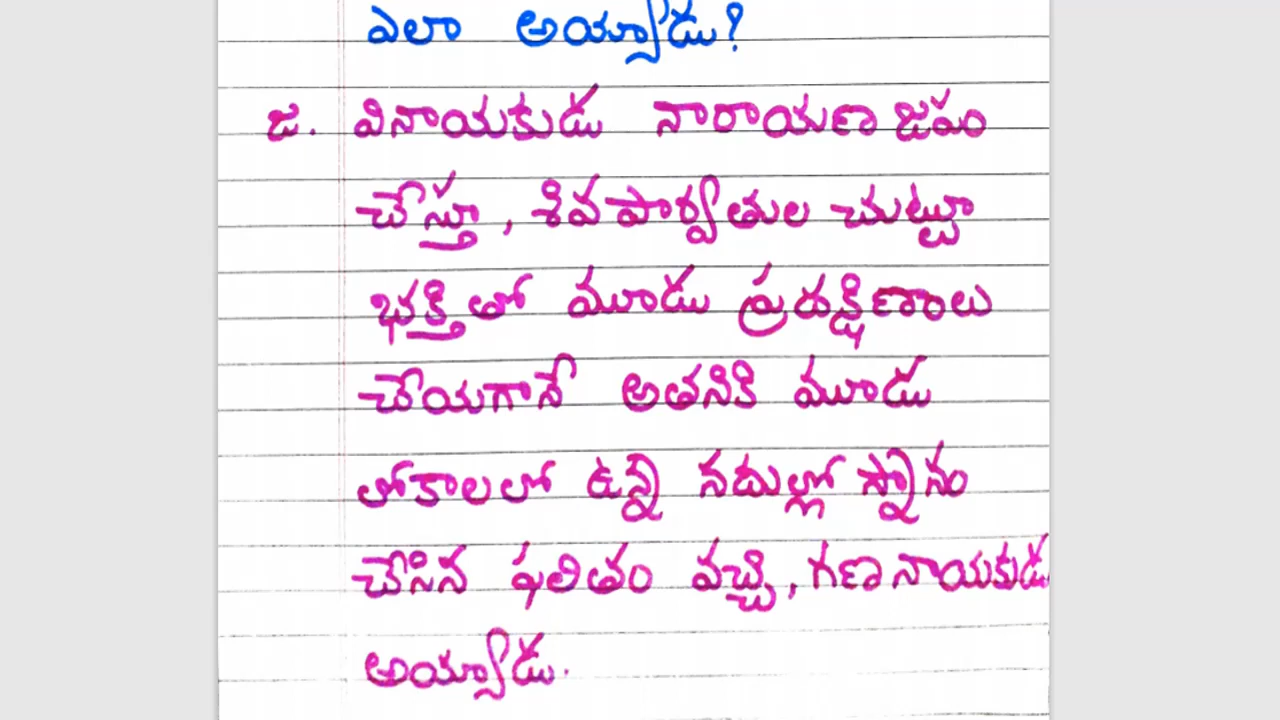 ఎలా అయ్యాడు?
జ. వినాయకుడు నారాయణ జపం
చేస్తూ, శివపార్వతుల చుట్టూ
భక్తితో మూడు ప్రదక్షిణాలు
చేయగానే అతనికి మూడు
లోకాలలో ఉన్న నదుల్లో స్నానం
చేసిన ఫలితం వచ్చి, గణనాయకుడు
అయ్యాడు.